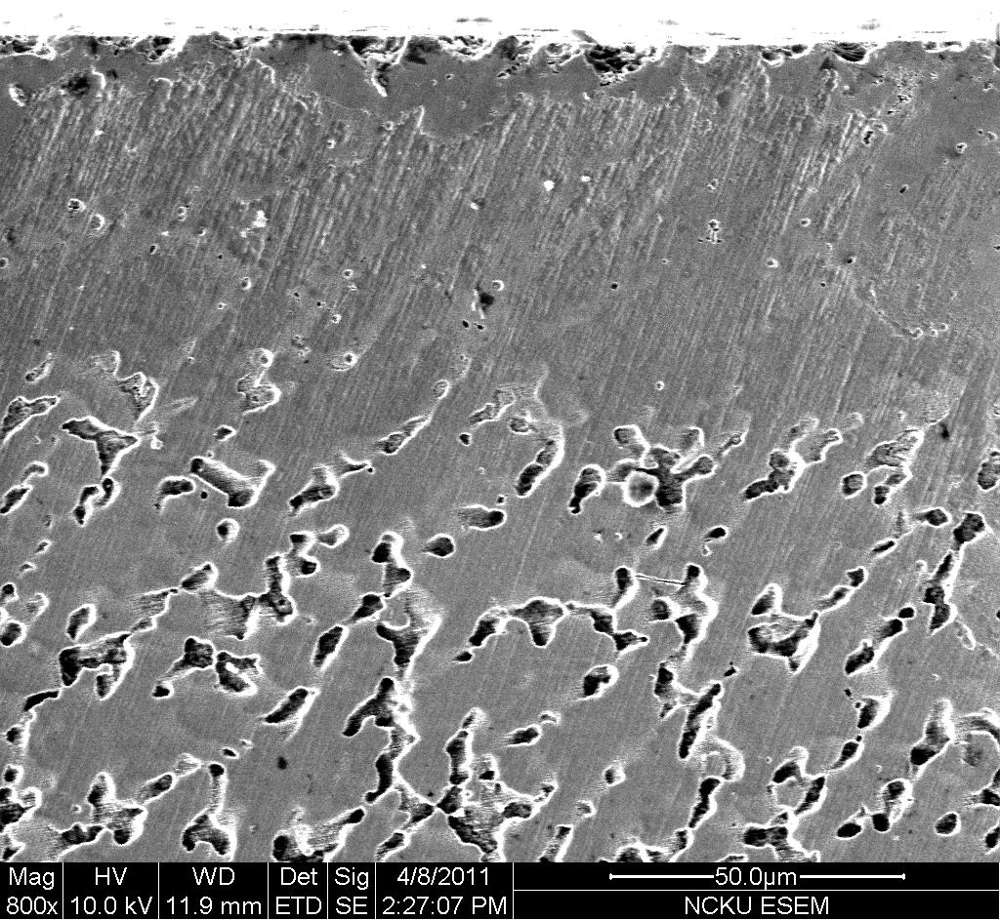 Mag HV WD Det Sig 4/8/2011 50.0µm
800x 10.0 kV 11.9 mm ETD SE 2:27:07 PM NCKU ESEM